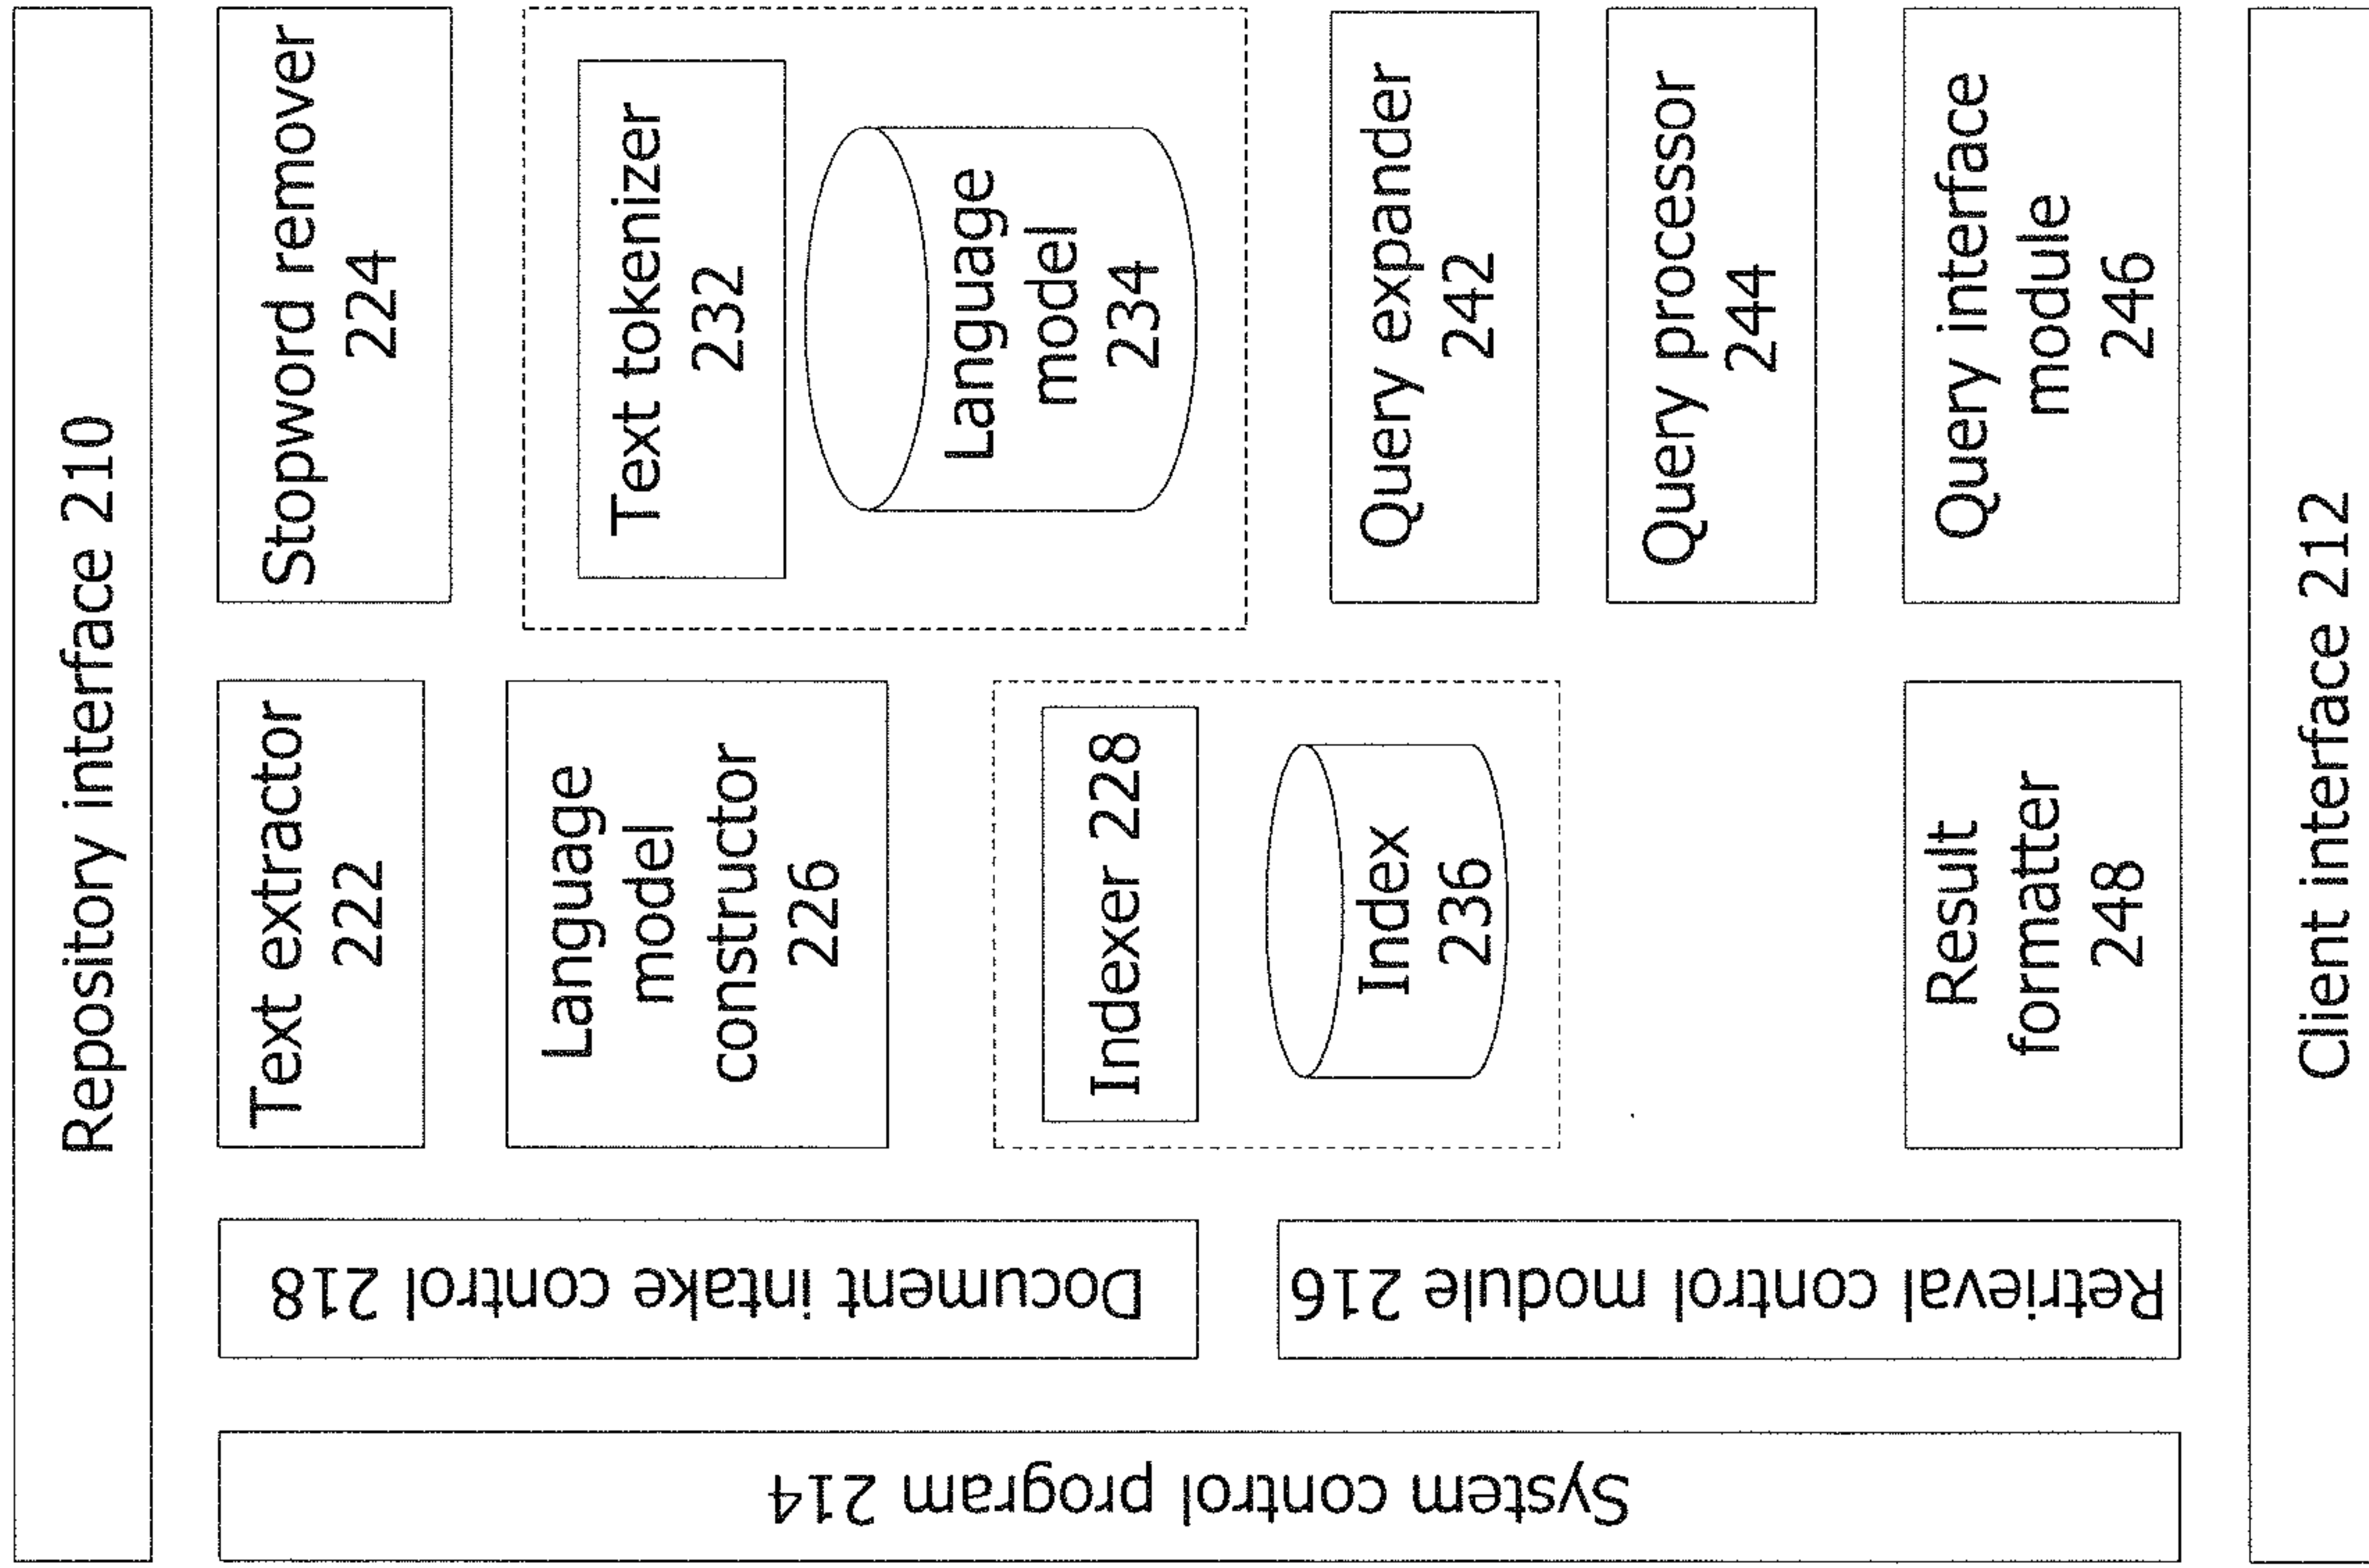 Repository interface 210
System control program 214
Document intake control 218
Retrieval control module 216
Text extractor
222
Stopword remover
224
Language
model
constructor
226
Text tokenizer
232
Language
model
234
Indexer 228
Index
236
Query expander
242
Query processor
244
Result
formatter
248
Query interface
module
246
Client interface 212